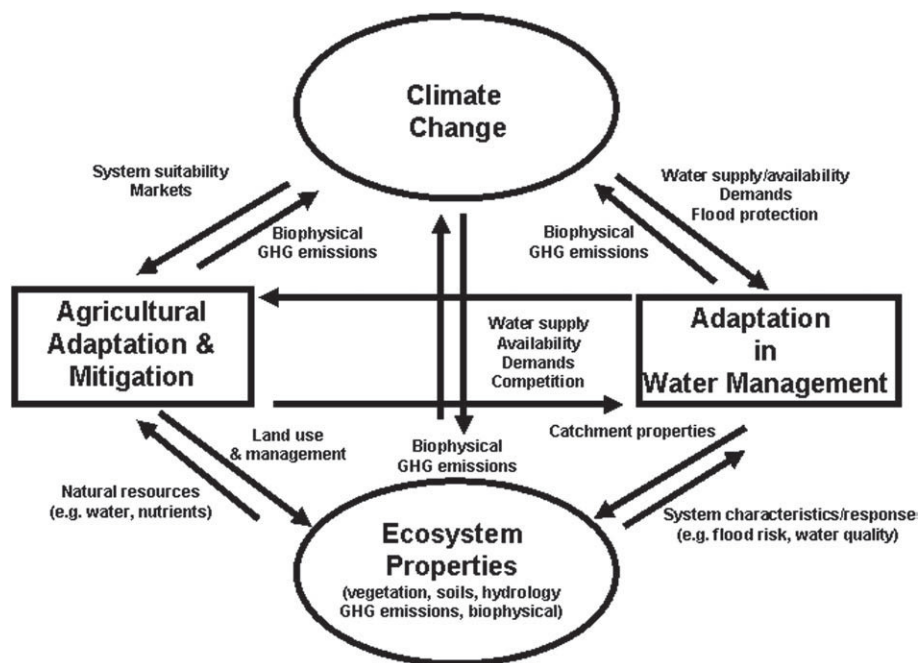 Climate
Change
System suitability
Markets
Water supply/availability
Demands
Flood protection
Biophysical
GHG emissions
Biophysical
GHG emissions
Agricultural
Adaptation &
Mitigation
Water supply
Availability
Demands
Competition
Adaptation
in
Water Management
Land use
& management
Biophysical
GHG emissions
Catchment properties
Natural resources
(e.g. water, nutrients)
System characteristics/response
(e.g. flood risk, water quality)
Ecosystem
Properties
(vegetation, soils, hydrology
GHG emissions, biophysical)